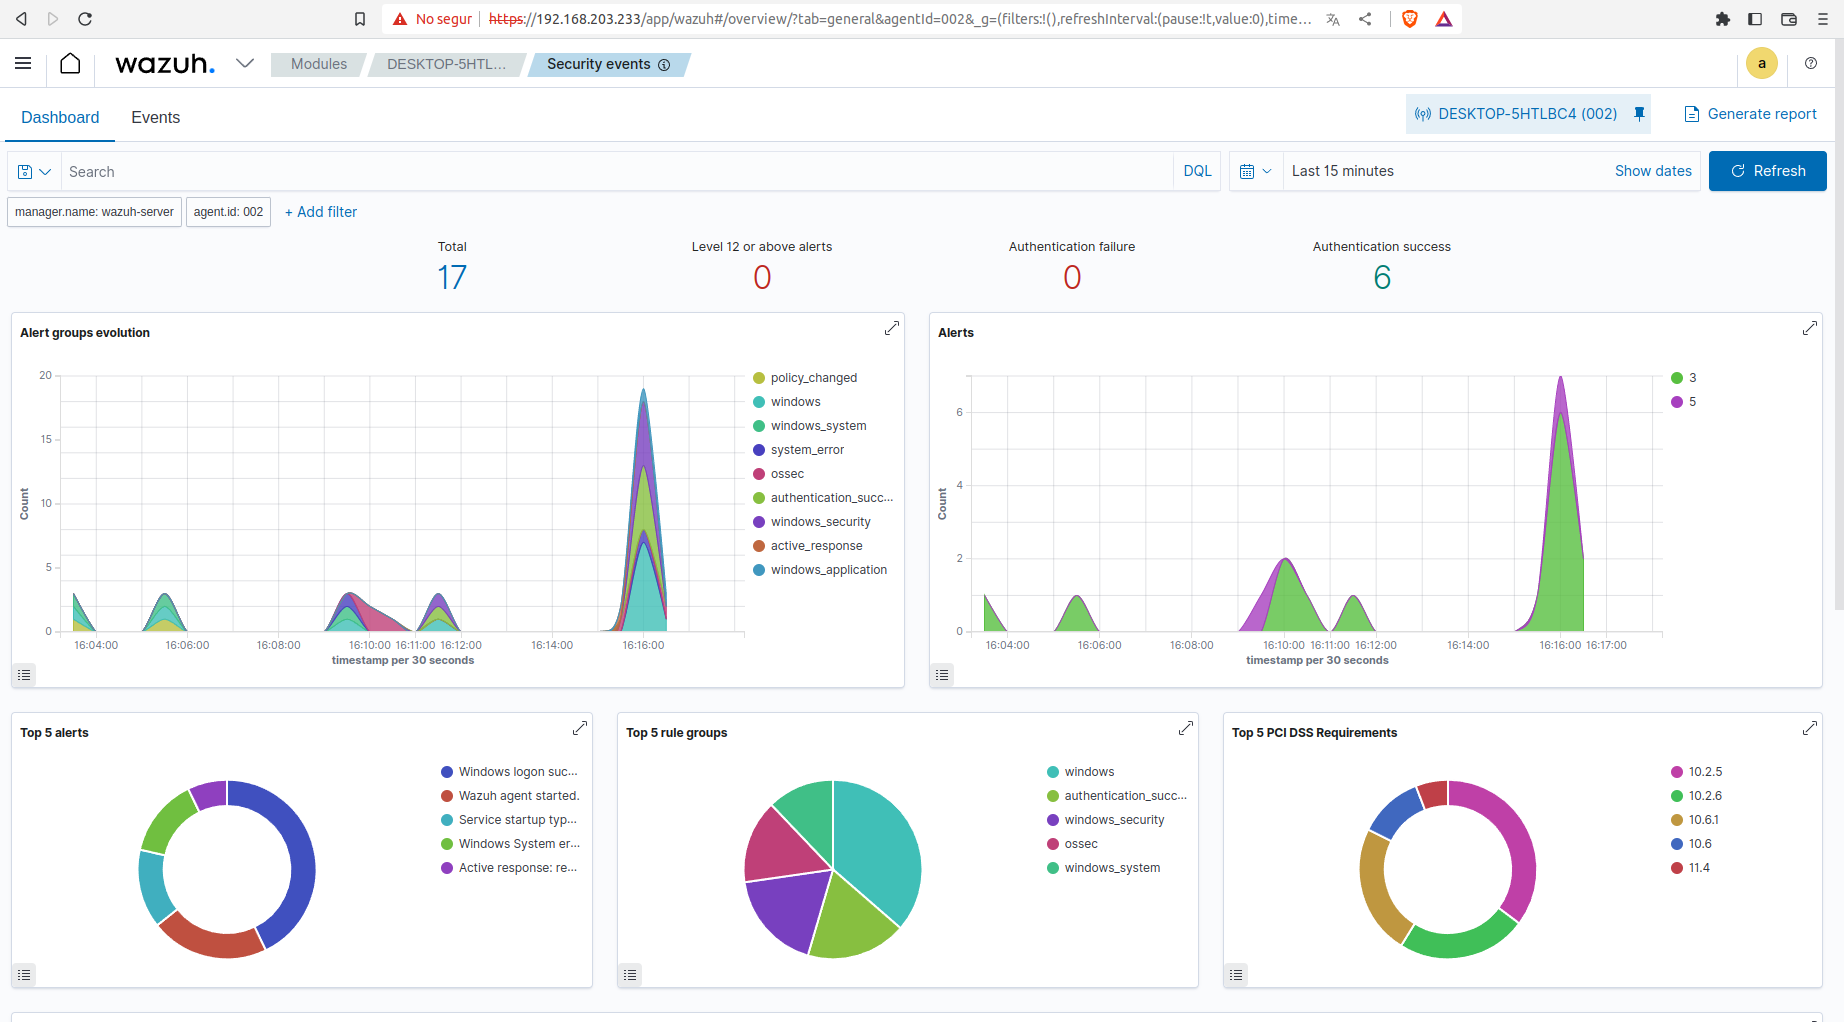 No segur https://192.168.203.233/app/wazuh#/overview/?tab=general&agentId=002&_g=(filters:!(),refreshInterval:(pause:!t,value:0),time...
wazuh. Modules DESKTOP-5HTL... Security events a
Dashboard Events DESKTOP-5HTLBC4 (002) Generate report
Search DQL Last 15 minutes Show dates Refresh
manager.name: wazuh-server agent.id: 002 + Add filter
Total Level 12 or above alerts Authentication failure Authentication success
17 0 0 6
Alert groups evolution
20
15
10
5
0
Count
16:04:00 16:06:00 16:08:00 16:10:00 16:11:00 16:12:00 16:14:00 16:16:00
timestamp per 30 seconds
policy_changed
windows
windows_system
system_error
ossec
authentication_succ...
windows_security
active_response
windows_application
Alerts
6
4
2
0
Count
16:04:00 16:06:00 16:08:00 16:10:00 16:11:00 16:12:00 16:14:00 16:16:00 16:17:00
timestamp per 30 seconds
3
5
Top 5 alerts
Windows logon suc...
Wazuh agent started.
Service startup typ...
Windows System er...
Active response: re...
Top 5 rule groups
windows
authentication_succ...
windows_security
ossec
windows_system
Top 5 PCI DSS Requirements
10.2.5
10.2.6
10.6.1
10.6
11.4